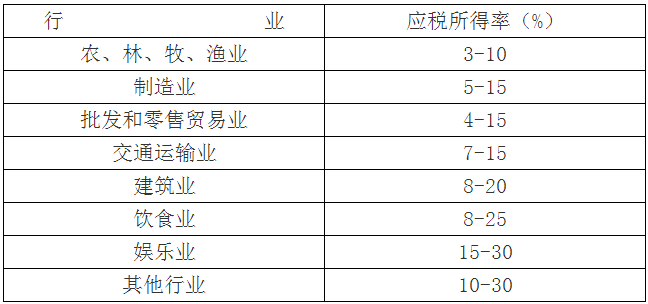 行 业 应税所得率（%）
农、林、牧、渔业 3-10
制造业 5-15
批发和零售贸易业 4-15
交通运输业 7-15
建筑业 8-20
饮食业 8-25
娱乐业 15-30
其他行业 10-30